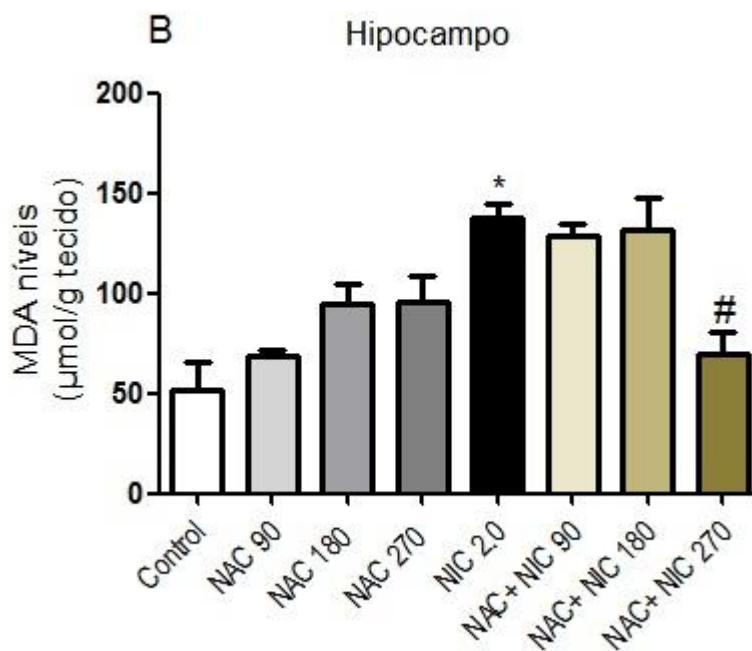 B
Hipocampo
MDA níveis
(µmol/g tecido)
200
150
100
50
0
*
#
Control
NAC 90
NAC 180
NAC 270
NIC 2.0
NAC+ NIC 90
NAC+ NIC 180
NAC+ NIC 270